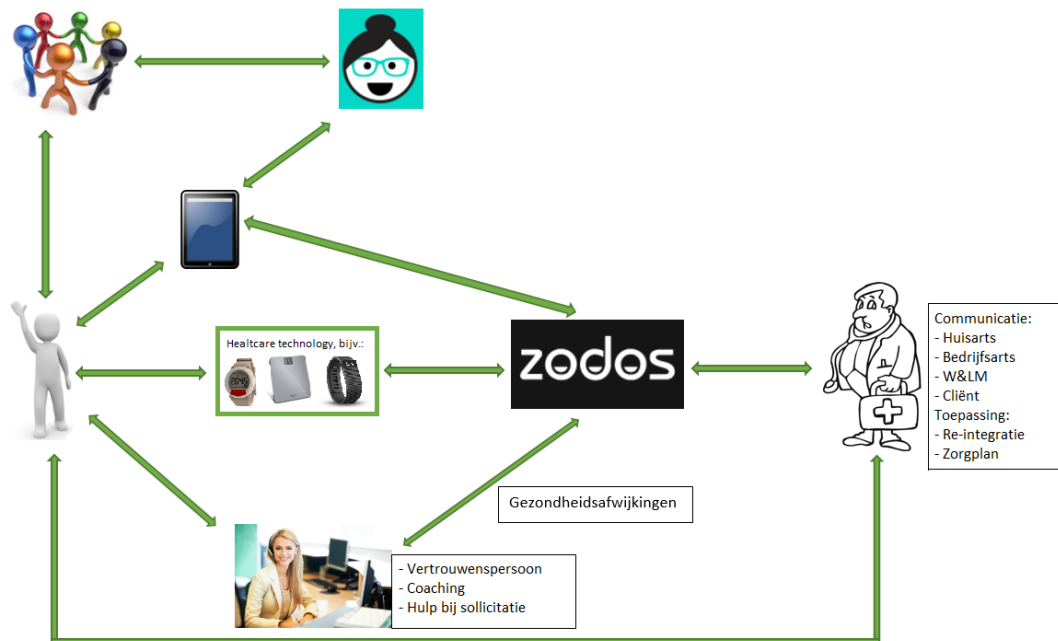 Healtcare technology, bijv.:
2045
zodos
Communicatie:
- Huisarts
- Bedrijfsarts
- W&LM
- Cliënt
Toepassing:
- Re-integratie
- Zorgplan
Gezondheidsafwijkingen
- Vertrouwenspersoon
- Coaching
- Hulp bij sollicitatie